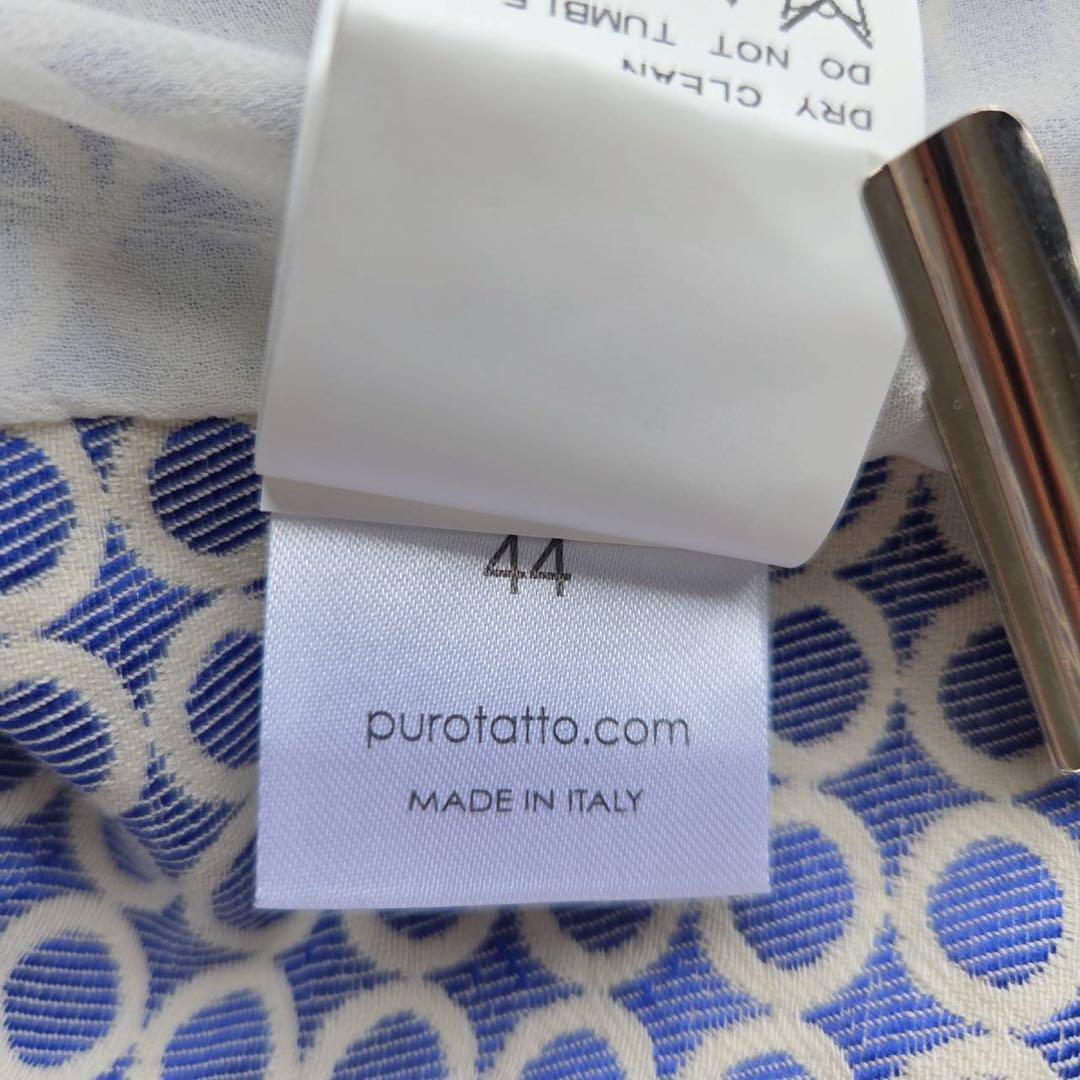 DRY CLEAN
DO NOT TUMBLE
44
purotatto.com
MADE IN ITALY